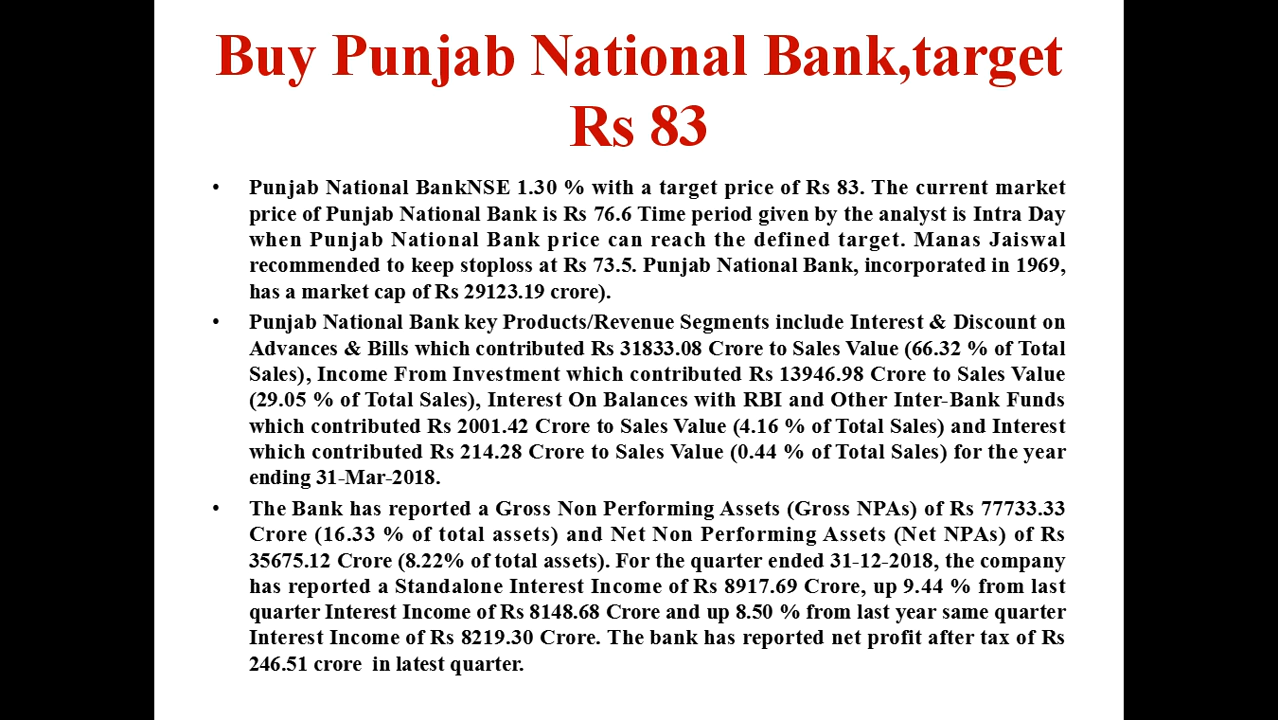 Buy Punjab National Bank,target
Rs 83
• Punjab National BankNSE 1.30 % with a target price of Rs 83. The current market
price of Punjab National Bank is Rs 76.6 Time period given by the analyst is Intra Day
when Punjab National Bank price can reach the defined target. Manas Jaiswal
recommended to keep stoploss at Rs 73.5. Punjab National Bank, incorporated in 1969,
has a market cap of Rs 29123.19 crore).
• Punjab National Bank key Products/Revenue Segments include Interest & Discount on
Advances & Bills which contributed Rs 31833.08 Crore to Sales Value (66.32 % of Total
Sales), Income From Investment which contributed Rs 13946.98 Crore to Sales Value
(29.05 % of Total Sales), Interest On Balances with RBI and Other Inter-Bank Funds
which contributed Rs 2001.42 Crore to Sales Value (4.16 % of Total Sales) and Interest
which contributed Rs 214.28 Crore to Sales Value (0.44 % of Total Sales) for the year
ending 31-Mar-2018.
• The Bank has reported a Gross Non Performing Assets (Gross NPAs) of Rs 77733.33
Crore (16.33 % of total assets) and Net Non Performing Assets (Net NPAs) of Rs
35675.12 Crore (8.22% of total assets). For the quarter ended 31-12-2018, the company
has reported a Standalone Interest Income of Rs 8917.69 Crore, up 9.44 % from last
quarter Interest Income of Rs 8148.68 Crore and up 8.50 % from last year same quarter
Interest Income of Rs 8219.30 Crore. The bank has reported net profit after tax of Rs
246.51 crore in latest quarter.